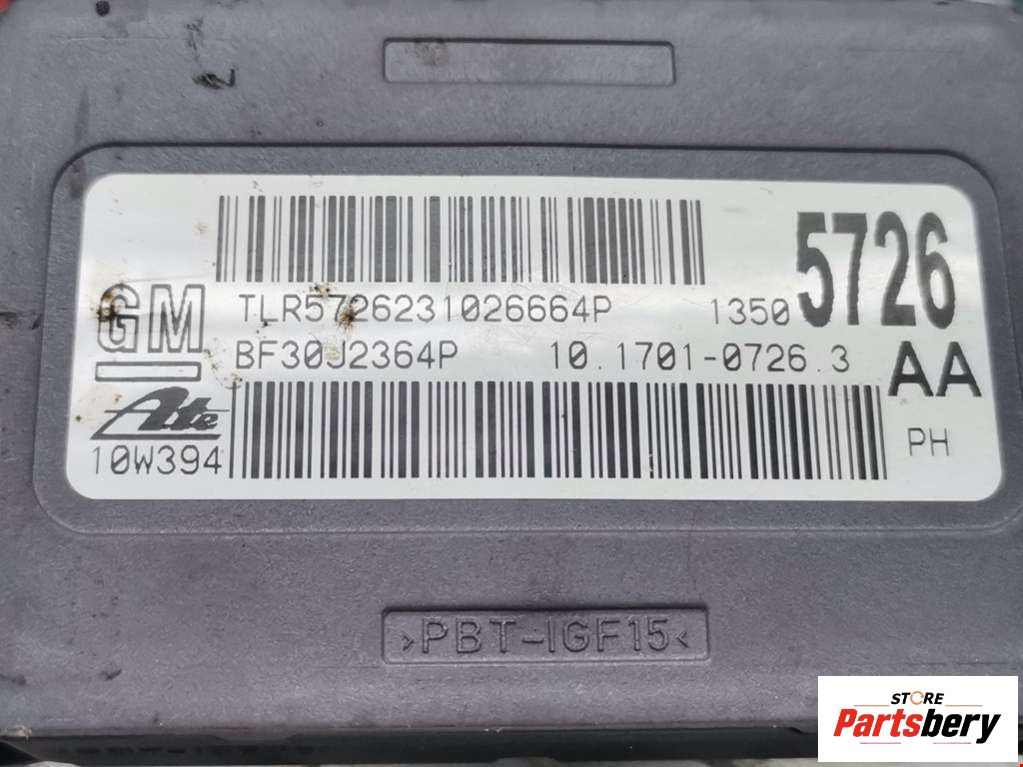 GM
TLR5726231026664P 1350 5726
BF30J2364P 10.1701-0726.3 AA
Ate
10W394 PH
>PBT-IGF15<
STORE
Partsbery